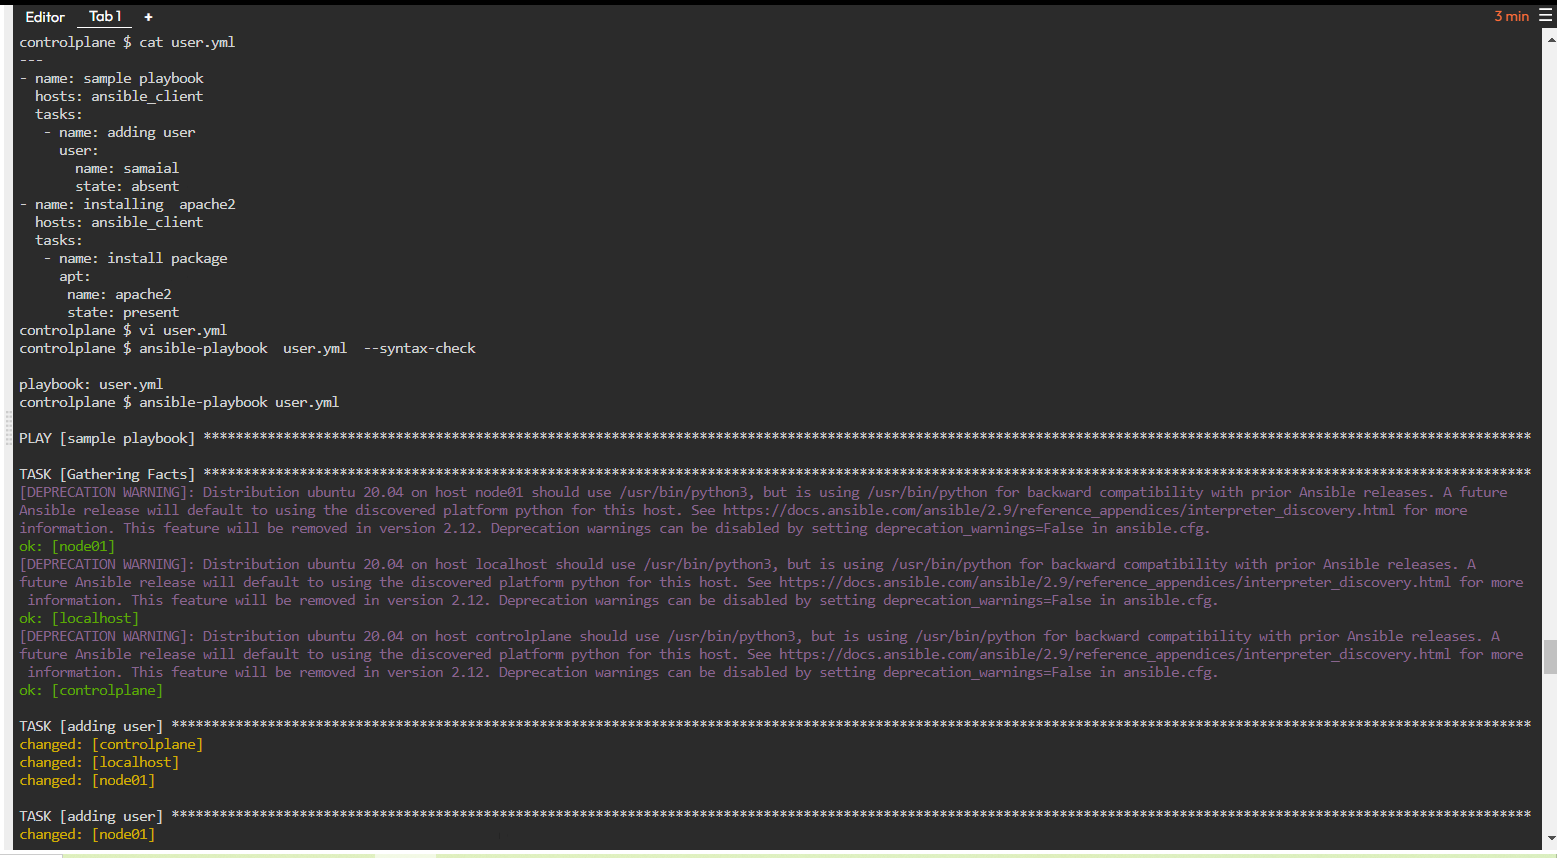 Editor Tab 1 + 3 min
controlplane $ cat user.yml
---
- name: sample playbook
  hosts: ansible_client
  tasks:
   - name: adding user
     user:
       name: samaial
       state: absent
- name: installing  apache2
  hosts: ansible_client
  tasks:
   - name: install package
     apt:
      name: apache2
      state: present
controlplane $ vi user.yml
controlplane $ ansible-playbook  user.yml  --syntax-check
playbook: user.yml
controlplane $ ansible-playbook user.yml
PLAY [sample playbook] **********************************************************************************************************************************************************************
TASK [Gathering Facts] **********************************************************************************************************************************************************************
[DEPRECATION WARNING]: Distribution ubuntu 20.04 on host node01 should use /usr/bin/python3, but is using /usr/bin/python for backward compatibility with prior Ansible releases. A future
Ansible release will default to using the discovered platform python for this host. See https://docs.ansible.com/ansible/2.9/reference_appendices/interpreter_discovery.html for more
information. This feature will be removed in version 2.12. Deprecation warnings can be disabled by setting deprecation_warnings=False in ansible.cfg.
ok: [node01]
[DEPRECATION WARNING]: Distribution ubuntu 20.04 on host localhost should use /usr/bin/python3, but is using /usr/bin/python for backward compatibility with prior Ansible releases. A
future Ansible release will default to using the discovered platform python for this host. See https://docs.ansible.com/ansible/2.9/reference_appendices/interpreter_discovery.html for more
 information. This feature will be removed in version 2.12. Deprecation warnings can be disabled by setting deprecation_warnings=False in ansible.cfg.
ok: [localhost]
[DEPRECATION WARNING]: Distribution ubuntu 20.04 on host controlplane should use /usr/bin/python3, but is using /usr/bin/python for backward compatibility with prior Ansible releases. A
future Ansible release will default to using the discovered platform python for this host. See https://docs.ansible.com/ansible/2.9/reference_appendices/interpreter_discovery.html for more
 information. This feature will be removed in version 2.12. Deprecation warnings can be disabled by setting deprecation_warnings=False in ansible.cfg.
ok: [controlplane]
TASK [adding user] **************************************************************************************************************************************************************************
changed: [controlplane]
changed: [localhost]
changed: [node01]
TASK [adding user] **************************************************************************************************************************************************************************
changed: [node01]